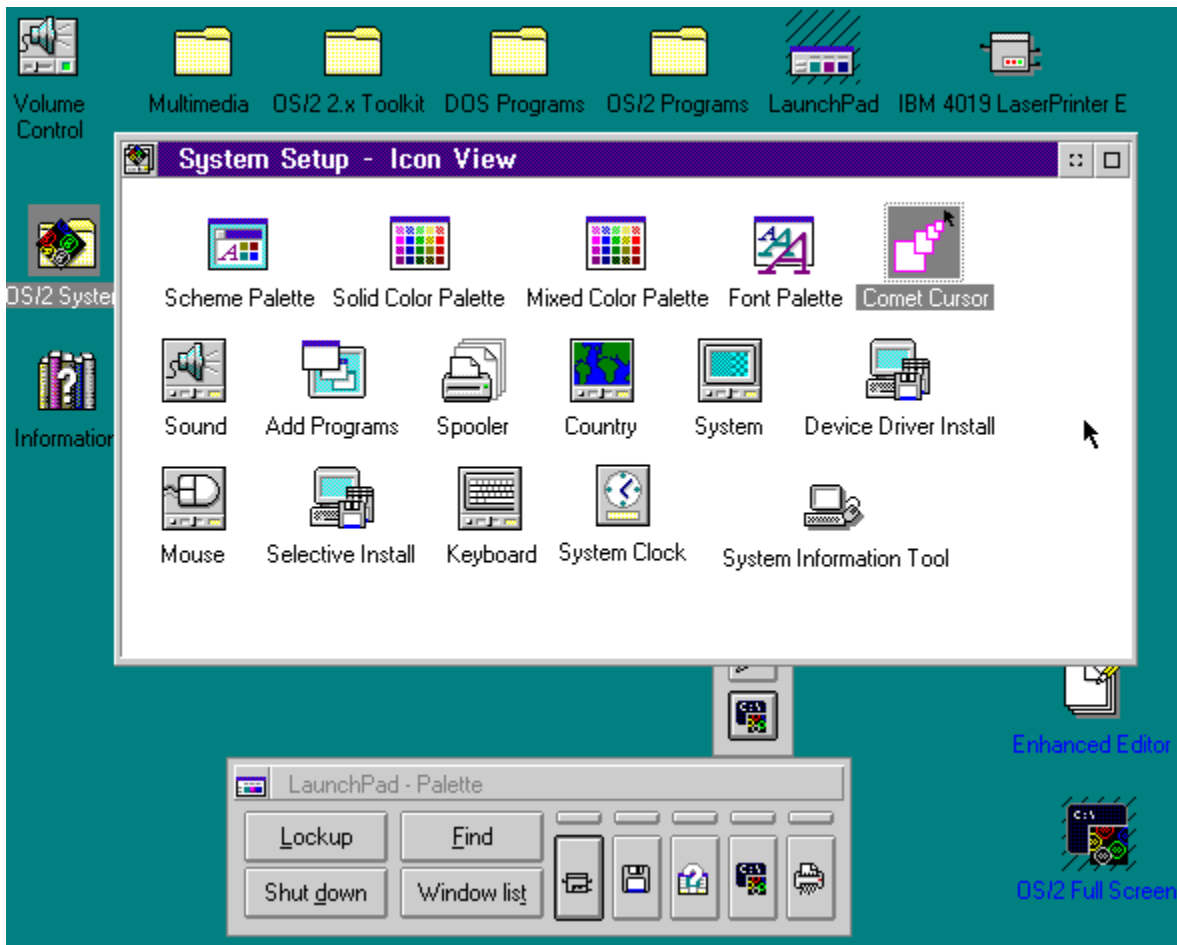 Volume
Control
Multimedia
OS/2 2.x Toolkit
DOS Programs
OS/2 Programs
LaunchPad
IBM 4019 LaserPrinter E
System Setup - Icon View
OS/2 Syster
Scheme Palette
Solid Color Palette
Mixed Color Palette
Font Palette
Comet Cursor
Information
Sound
Add Programs
Spooler
Country
System
Device Driver Install
Mouse
Selective Install
Keyboard
System Clock
System Information Tool
C:\
Enhanced Editor
LaunchPad - Palette
Lockup
Find
Shut down
Window list
C:\
OS/2 Full Screen